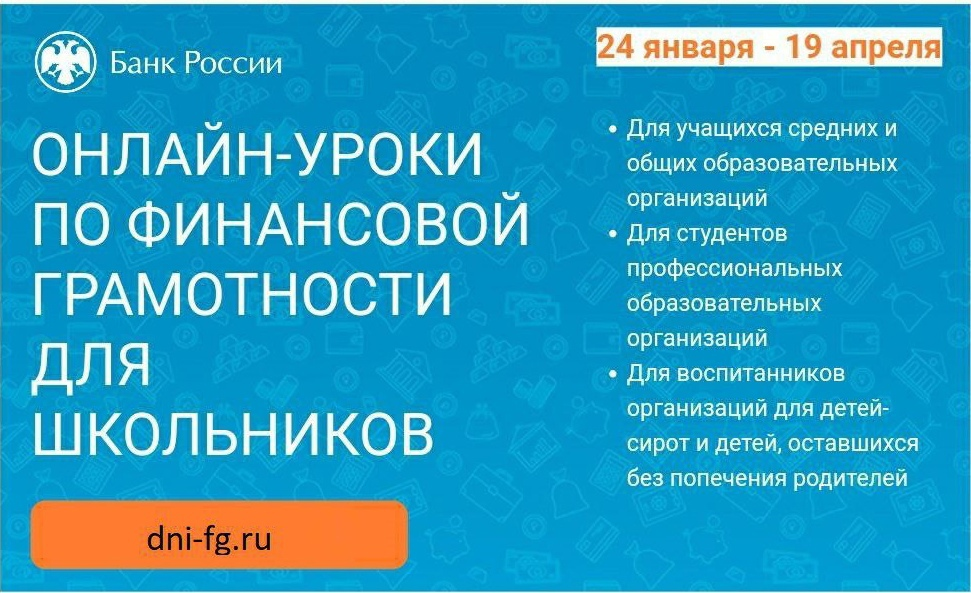 Банк России
ОНЛАЙН-УРОКИ
ПО ФИНАНСОВОЙ
ГРАМОТНОСТИ
ДЛЯ
ШКОЛЬНИКОВ
dni-fg.ru
24 января - 19 апреля
• Для учащихся средних и
общих образовательных
организаций
• Для студентов
профессиональных
образовательных
организаций
• Для воспитанников
организаций для детей-
сирот и детей, оставшихся
без попечения родителей